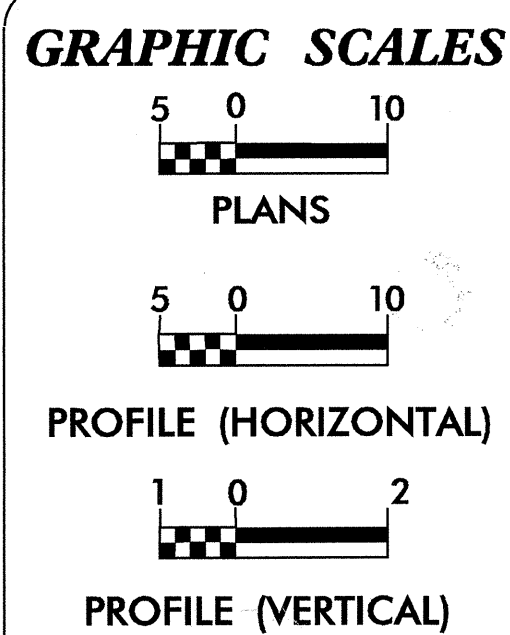 GRAPHIC SCALES
5 0 10
PLANS
5 0 10
PROFILE (HORIZONTAL)
1 0 2
PROFILE (VERTICAL)